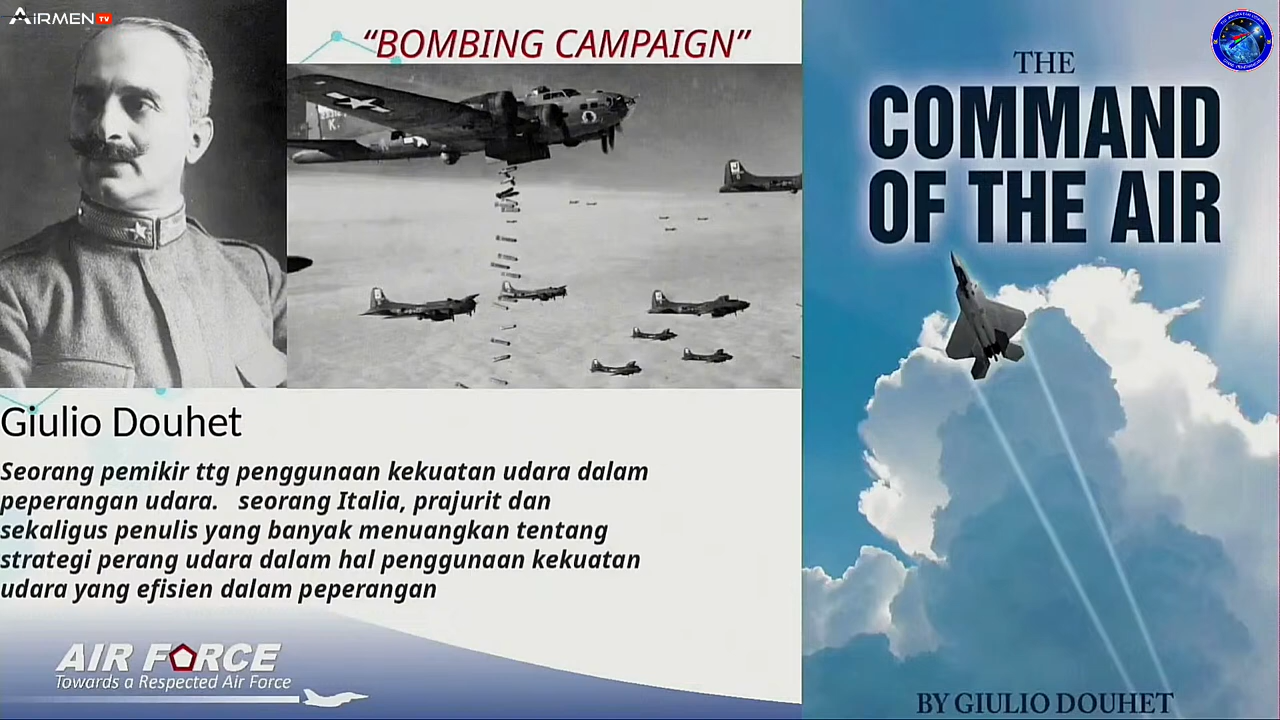 AiRMEN TV
“BOMBING CAMPAIGN”
Giulio Douhet
Seorang pemikir ttg penggunaan kekuatan udara dalam
peperangan udara. seorang Italia, prajurit dan
sekaligus penulis yang banyak menuangkan tentang
strategi perang udara dalam hal penggunaan kekuatan
udara yang efisien dalam peperangan
AIR FORCE
Towards a Respected Air Force
THE
COMMAND
OF THE AIR
BY GIULIO DOUHET